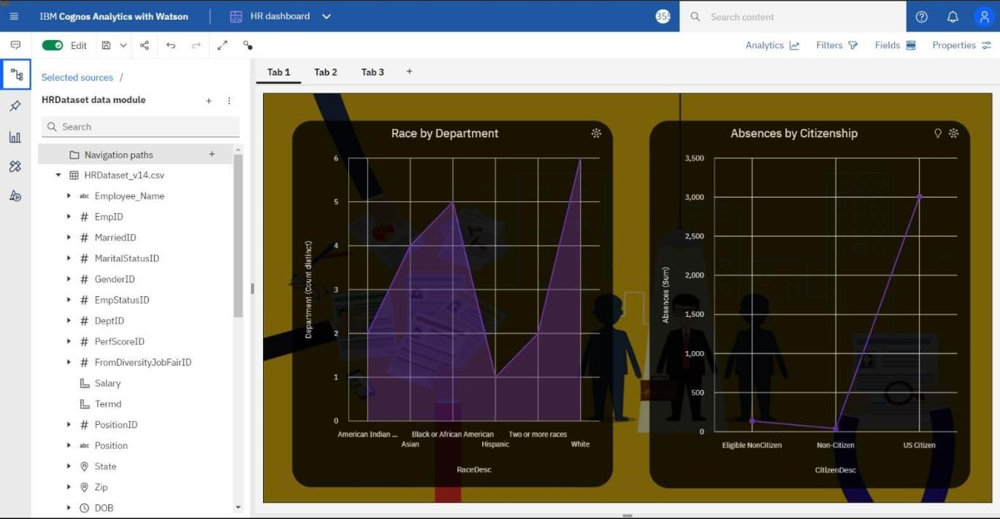 IBM Cognos Analytics with Watson
HR dashboard
355
Search content
Edit
Analytics
Filters
Fields
Properties
Selected sources /
Tab 1
Tab 2
Tab 3
+
HRDataset data module
+
Search
Navigation paths
+
HRDataset_v14.csv
abc Employee_Name
# EmpID
# MarriedID
# MaritalStatusID
# GenderID
# EmpStatusID
# DeptID
# PerfScoreID
# FromDiversityJobFairID
Salary
Termd
# PositionID
abc Position
State
Zip
DOB
Race by Department
Department (Count distinct)
6
5
4
3
2
1
0
American Indian ...
Asian
Black or African American
Hispanic
Two or more races
White
RaceDesc
Absences by Citizenship
Absences (Sum)
3,500
3,000
2,500
2,000
1,500
1,000
500
0
Eligible NonCitizen
Non-Citizen
US Citizen
CitizenDesc